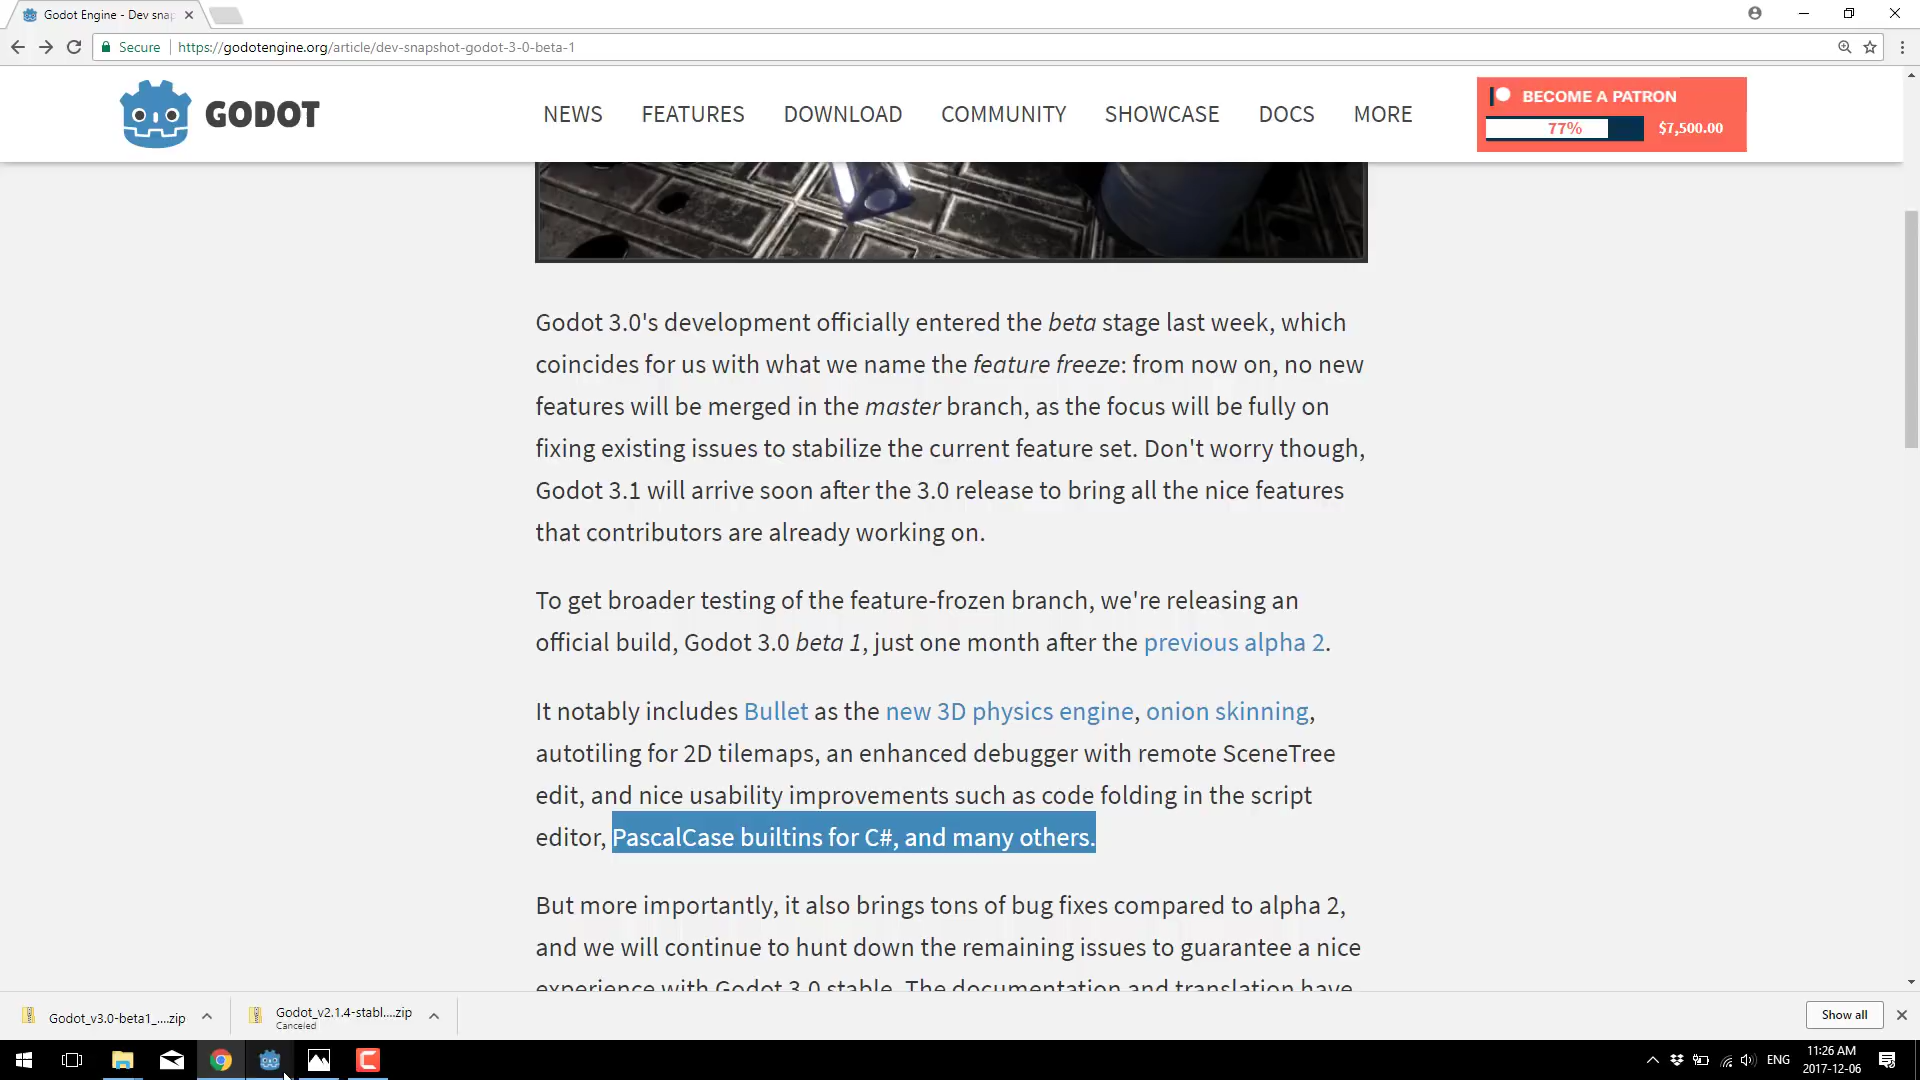 Godot Engine - Dev snap
Secure
https://godotengine.org/article/dev-snapshot-godot-3-0-beta-1
GODOT
NEWS
FEATURES
DOWNLOAD
COMMUNITY
SHOWCASE
DOCS
MORE
BECOME A PATRON
77%
$7,500.00
Godot 3.0's development officially entered the beta stage last week, which
coincides for us with what we name the feature freeze: from now on, no new
features will be merged in the master branch, as the focus will be fully on
fixing existing issues to stabilize the current feature set. Don't worry though,
Godot 3.1 will arrive soon after the 3.0 release to bring all the nice features
that contributors are already working on.
To get broader testing of the feature-frozen branch, we're releasing an
official build, Godot 3.0 beta 1, just one month after the previous alpha 2.
It notably includes Bullet as the new 3D physics engine, onion skinning,
autotiling for 2D tilemaps, an enhanced debugger with remote SceneTree
edit, and nice usability improvements such as code folding in the script
editor, PascalCase builtins for C#, and many others.
But more importantly, it also brings tons of bug fixes compared to alpha 2,
and we will continue to hunt down the remaining issues to guarantee a nice
experience with Godot 3.0 stable. The documentation and translation have
Godot_v3.0-beta1_....zip
Godot_v2.1.4-stabl....zip
Canceled
Show all
ENG
11:26 AM
2017-12-06